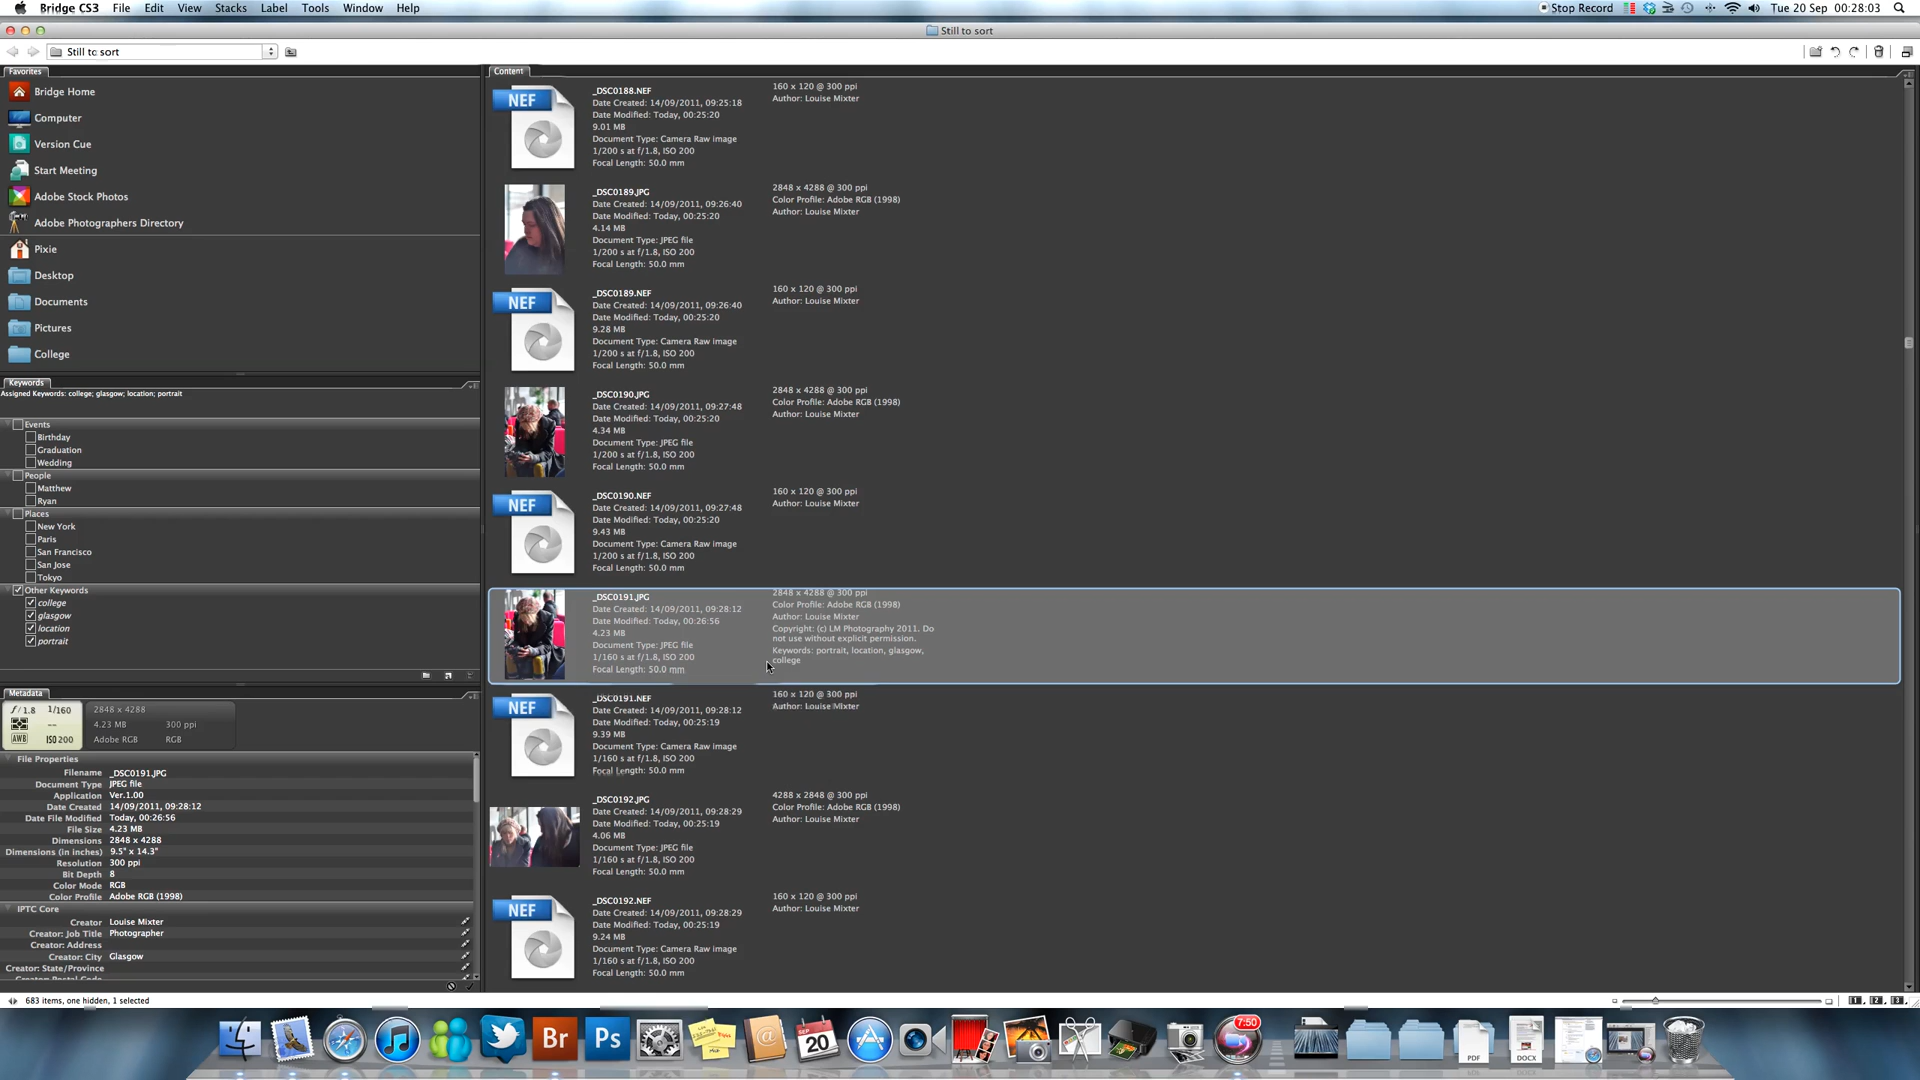 Bridge CS3 File Edit View Stacks Label Tools Window Help Stop Record Tue 20 Sep 00:28:03
Still to sort
Still to sort
Favorites
Bridge Home
Computer
Version Cue
Start Meeting
Adobe Stock Photos
Adobe Photographers Directory
Pixie
Desktop
Documents
Pictures
College
Keywords
Assigned Keywords: college; glasgow; location; portrait
Events
Birthday
Graduation
Wedding
People
Matthew
Ryan
Places
New York
Paris
San Francisco
San Jose
Tokyo
Other Keywords
college
glasgow
location
portrait
Metadata
f/1.8 1/160
--
AWB ISO200
2848 x 4288
4.23 MB 300 ppi
Adobe RGB RGB
File Properties
Filename _DSC0191.JPG
Document Type JPEG file
Application Ver.1.00
Date Created 14/09/2011, 09:28:12
Date File Modified Today, 00:26:56
File Size 4.23 MB
Dimensions 2848 x 4288
Dimensions (in inches) 9.5" x 14.3"
Resolution 300 ppi
Bit Depth 8
Color Mode RGB
Color Profile Adobe RGB (1998)
IPTC Core
Creator Louise Mixter
Creator: Job Title Photographer
Creator: Address
Creator: City Glasgow
Creator: State/Province
Content
NEF
_DSC0188.NEF
Date Created: 14/09/2011, 09:25:18
Date Modified: Today, 00:25:20
9.01 MB
Document Type: Camera Raw image
1/200 s at f/1.8, ISO 200
Focal Length: 50.0 mm
160 x 120 @ 300 ppi
Author: Louise Mixter
_DSC0189.JPG
Date Created: 14/09/2011, 09:26:40
Date Modified: Today, 00:25:20
4.14 MB
Document Type: JPEG file
1/200 s at f/1.8, ISO 200
Focal Length: 50.0 mm
2848 x 4288 @ 300 ppi
Color Profile: Adobe RGB (1998)
Author: Louise Mixter
NEF
_DSC0189.NEF
Date Created: 14/09/2011, 09:26:40
Date Modified: Today, 00:25:20
9.28 MB
Document Type: Camera Raw image
1/200 s at f/1.8, ISO 200
Focal Length: 50.0 mm
160 x 120 @ 300 ppi
Author: Louise Mixter
_DSC0190.JPG
Date Created: 14/09/2011, 09:27:48
Date Modified: Today, 00:25:20
4.34 MB
Document Type: JPEG file
1/200 s at f/1.8, ISO 200
Focal Length: 50.0 mm
2848 x 4288 @ 300 ppi
Color Profile: Adobe RGB (1998)
Author: Louise Mixter
NEF
_DSC0190.NEF
Date Created: 14/09/2011, 09:27:48
Date Modified: Today, 00:25:20
9.43 MB
Document Type: Camera Raw image
1/200 s at f/1.8, ISO 200
Focal Length: 50.0 mm
160 x 120 @ 300 ppi
Author: Louise Mixter
_DSC0191.JPG
Date Created: 14/09/2011, 09:28:12
Date Modified: Today, 00:26:56
4.23 MB
Document Type: JPEG file
1/160 s at f/1.8, ISO 200
Focal Length: 50.0 mm
2848 x 4288 @ 300 ppi
Color Profile: Adobe RGB (1998)
Author: Louise Mixter
Copyright: (c) LM Photography 2011. Do
not use without explicit permission.
Keywords: portrait, location, glasgow,
college
NEF
_DSC0191.NEF
Date Created: 14/09/2011, 09:28:12
Date Modified: Today, 00:25:19
9.39 MB
Document Type: Camera Raw image
1/160 s at f/1.8, ISO 200
Focal Length: 50.0 mm
160 x 120 @ 300 ppi
Author: Louise Mixter
_DSC0192.JPG
Date Created: 14/09/2011, 09:28:29
Date Modified: Today, 00:25:19
4.06 MB
Document Type: JPEG file
1/160 s at f/1.8, ISO 200
Focal Length: 50.0 mm
4288 x 2848 @ 300 ppi
Color Profile: Adobe RGB (1998)
Author: Louise Mixter
NEF
_DSC0192.NEF
Date Created: 14/09/2011, 09:28:29
Date Modified: Today, 00:25:19
9.24 MB
Document Type: Camera Raw image
1/160 s at f/1.8, ISO 200
Focal Length: 50.0 mm
160 x 120 @ 300 ppi
Author: Louise Mixter
683 items, one hidden, 1 selected
1 2 3
Br Ps SEP 20 7:50 PDF DOCX